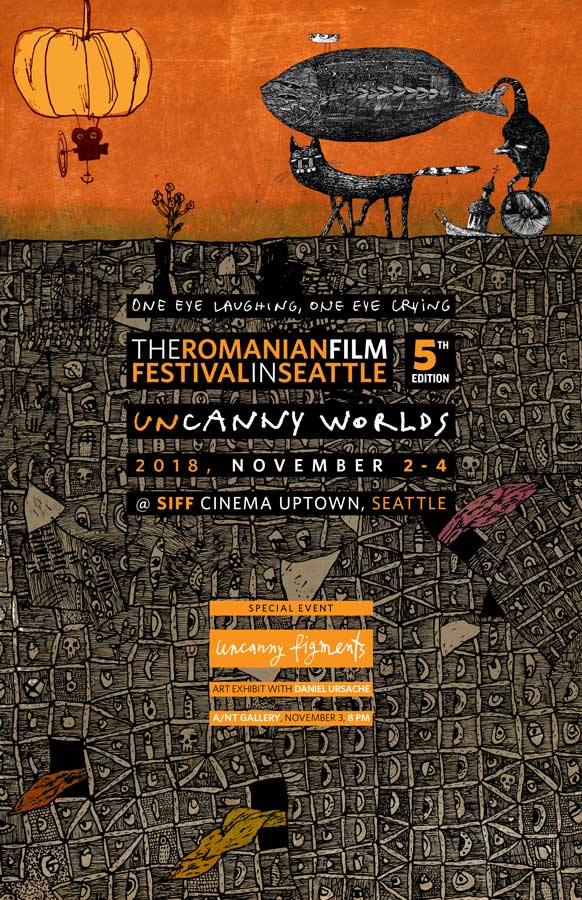 ONE EYE LAUGHING, ONE EYE CRYING
THEROMANIANFILM
FESTIVALINSEATTLE
5TH
EDITION
UNCANNY WORLDS
2018, NOVEMBER 2-4
@ SIFF CINEMA UPTOWN, SEATTLE
SPECIAL EVENT
uncanny figments
ART EXHIBIT WITH DANIEL URSACHE
A/NT GALLERY, NOVEMBER 3, 8 PM